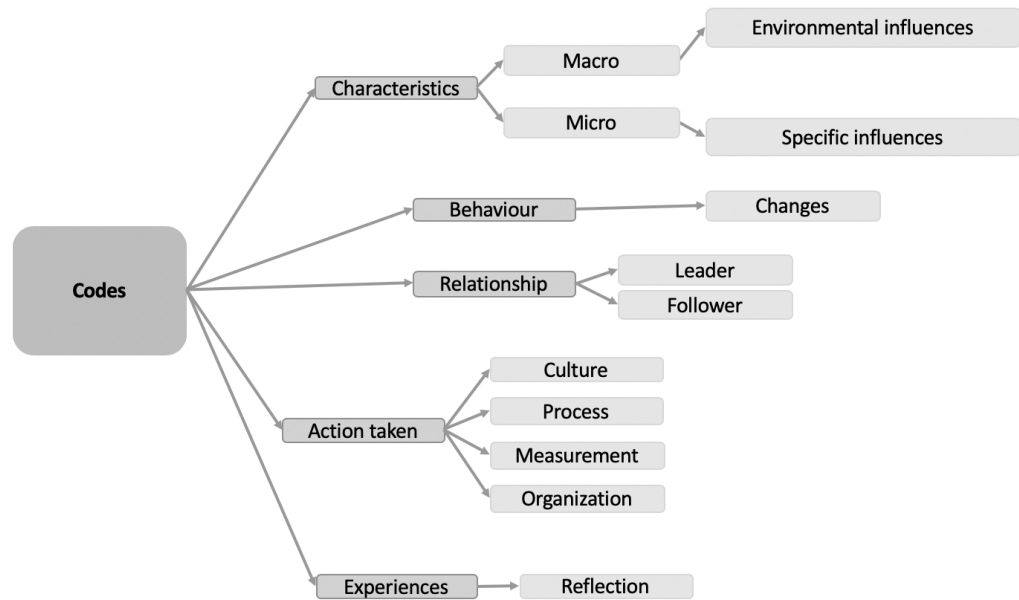 Codes
Characteristics
Macro
Environmental influences
Micro
Specific influences
Behaviour
Changes
Relationship
Leader
Follower
Action taken
Culture
Process
Measurement
Organization
Experiences
Reflection